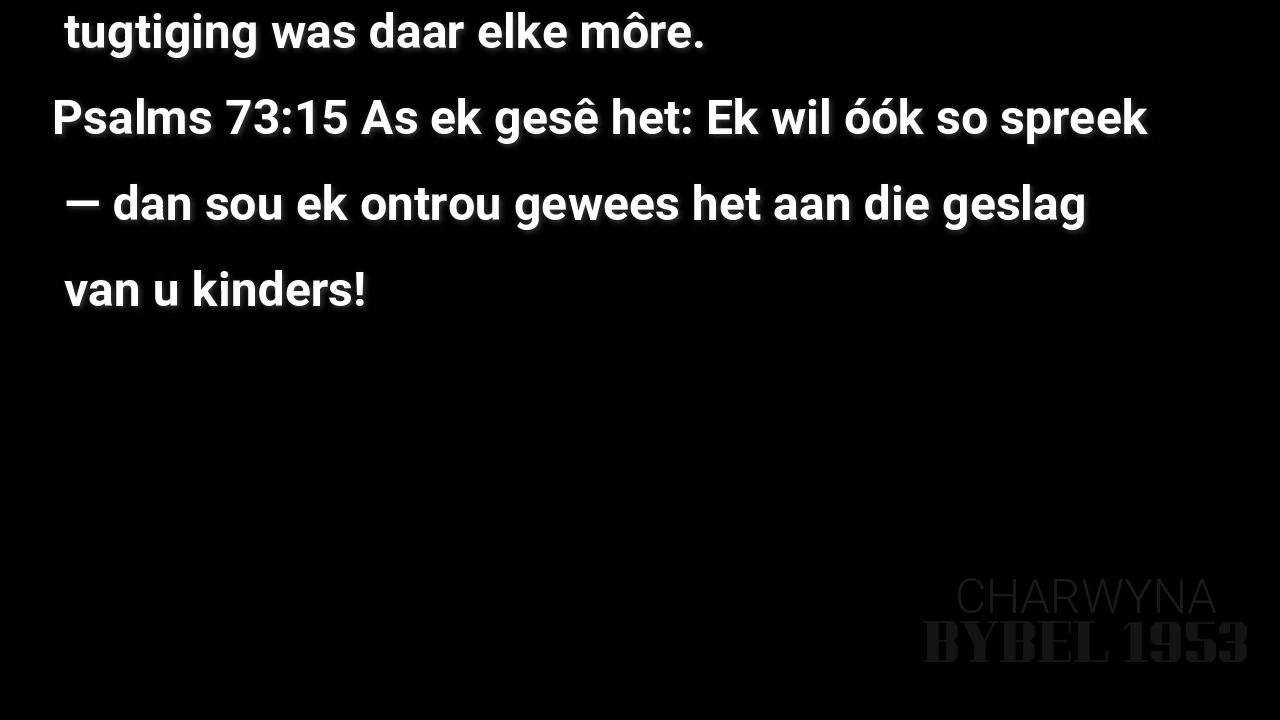 tugtiging was daar elke môre.
Psalms 73:15 As ek gesê het: Ek wil óók so spreek
— dan sou ek ontrou gewees het aan die geslag
van u kinders!
CHARWYNA
BYBEL 1953